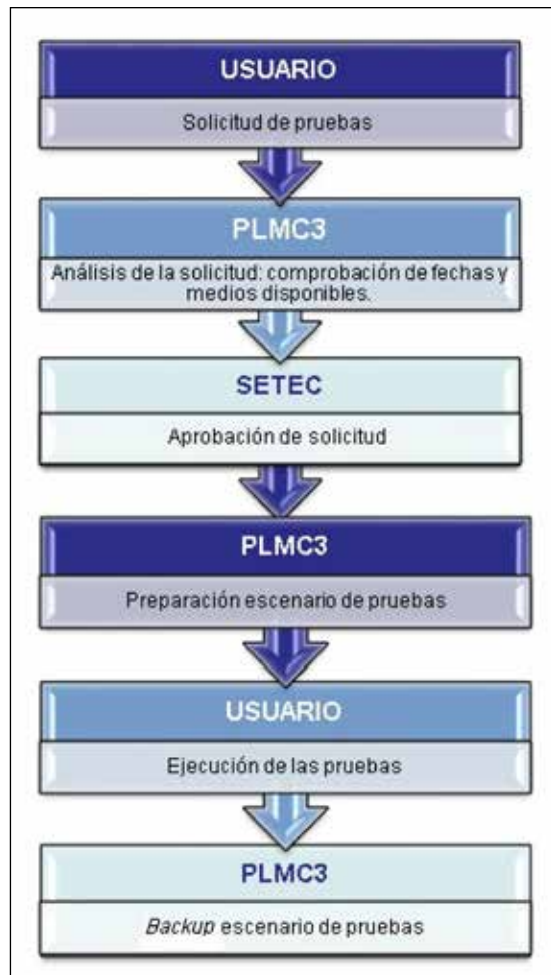 USUARIO
Solicitud de pruebas
PLMC3
Análisis de la solicitud: comprobación de fechas y
medios disponibles.
SETEC
Aprobación de solicitud
PLMC3
Preparación escenario de pruebas
USUARIO
Ejecución de las pruebas
PLMC3
Backup escenario de pruebas